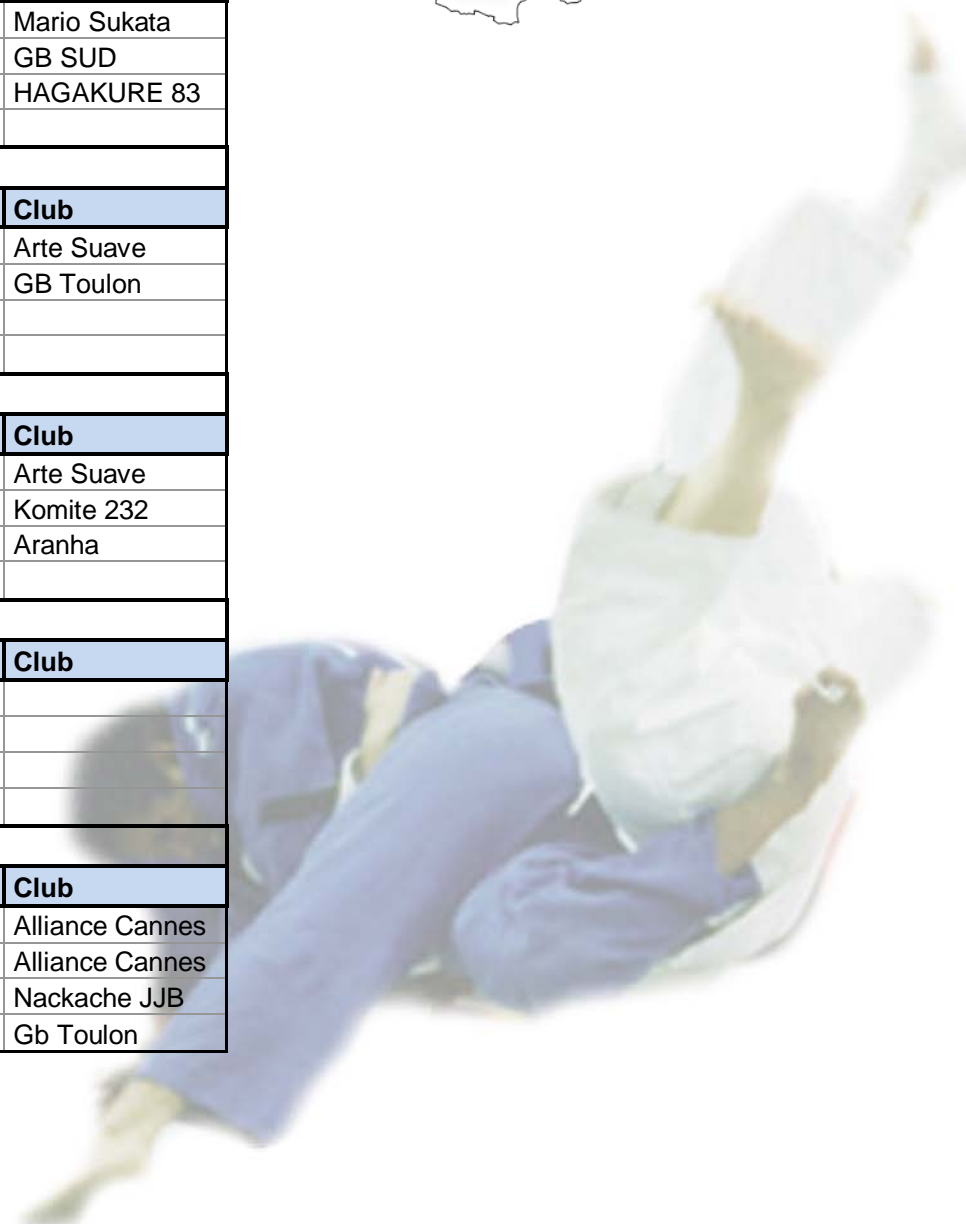 Mario Sukata
GB SUD
HAGAKURE 83
Club
Arte Suave
GB Toulon
Club
Arte Suave
Komite 232
Aranha
Club
Club
Alliance Cannes
Alliance Cannes
Nackache JJB
Gb Toulon